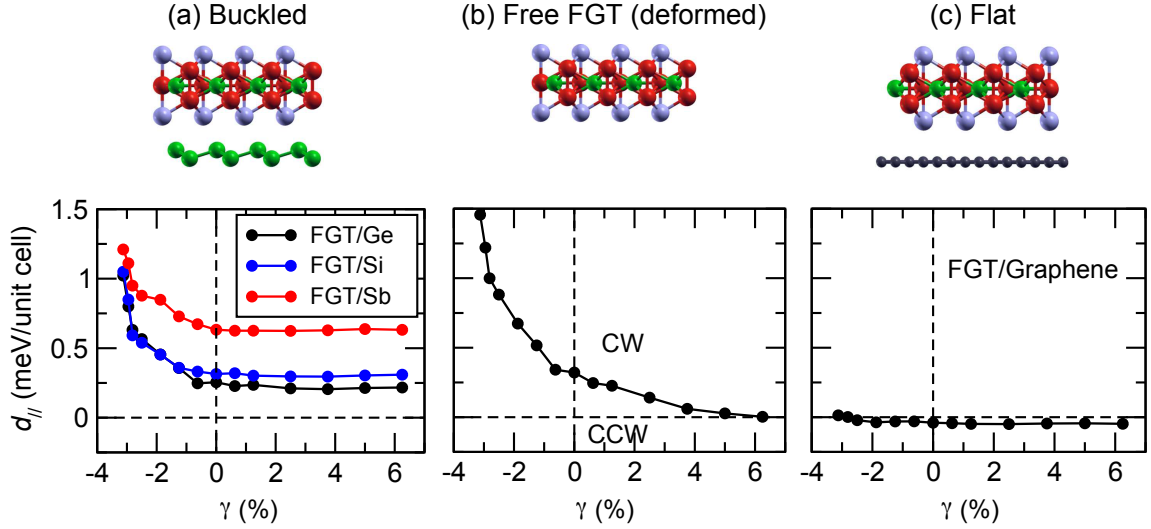 (a) Buckled
(b) Free FGT (deformed)
(c) Flat
d// (meV/unit cell)
1.5
1
0.5
0
FGT/Ge
FGT/Si
FGT/Sb
-4 -2 0 2 4 6
γ (%)
CW
CCW
-4 -2 0 2 4 6
γ (%)
FGT/Graphene
-4 -2 0 2 4 6
γ (%)